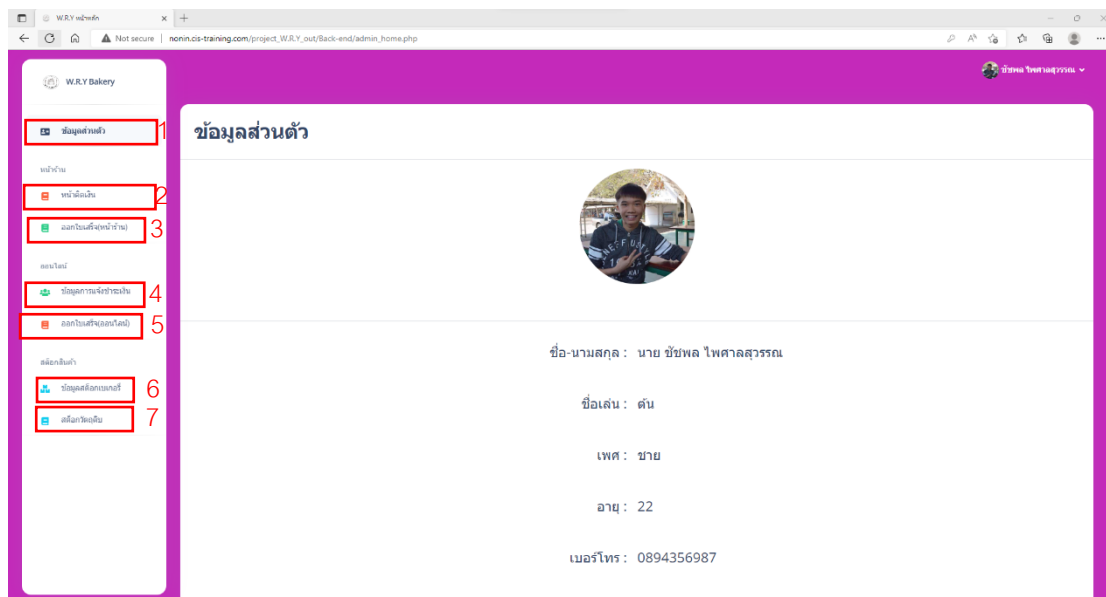 W.R.Y หน้าหลัก
Not secure | nonin.cis-training.com/project_W.R.Y_out/Back-end/admin_home.php
W.R.Y Bakery
ชัชพล ไพศาลสุวรรณ
ข้อมูลส่วนตัว 1
หน้าร้าน
หน้าคิดเงิน 2
ออกใบเสร็จ(หน้าร้าน) 3
ออนไลน์
ข้อมูลการแจ้งชำระเงิน 4
ออกใบเสร็จ(ออนไลน์) 5
สต๊อกสินค้า
ข้อมูลสต๊อกเบเกอรี่ 6
สต๊อกวัตถุดิบ 7
ข้อมูลส่วนตัว
ชื่อ-นามสกุล : นาย ชัชพล ไพศาลสุวรรณ
ชื่อเล่น : ต้น
เพศ : ชาย
อายุ : 22
เบอร์โทร : 0894356987